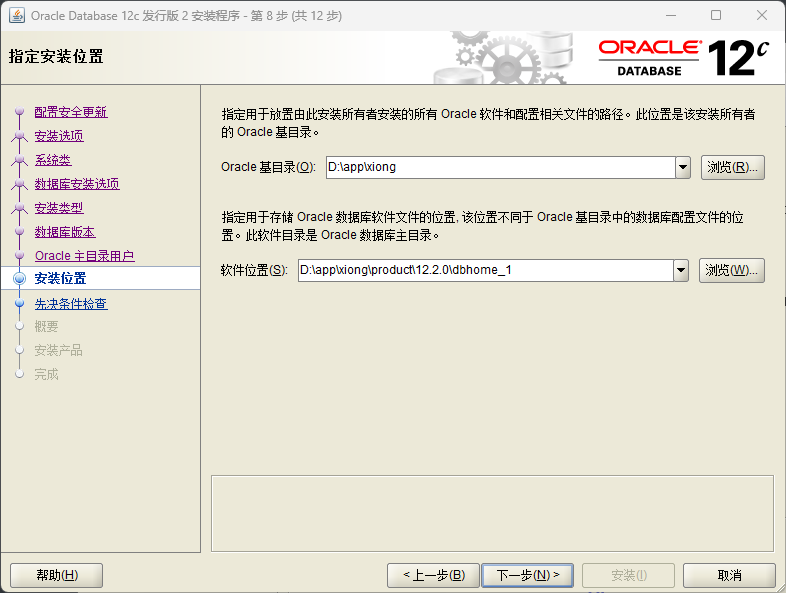 Oracle Database 12c 发行版 2 安装程序 - 第 8 步 (共 12 步)
指定安装位置
ORACLE
DATABASE
12c
配置安全更新
安装选项
系统类
数据库安装选项
安装类型
数据库版本
Oracle 主目录用户
安装位置
先决条件检查
概要
安装产品
完成
指定用于放置由此安装所有者安装的所有 Oracle 软件和配置相关文件的路径。此位置是该安装所有者
的 Oracle 基目录。
Oracle 基目录(O): D:\app\xiong 浏览(R)...
指定用于存储 Oracle 数据库软件文件的位置, 该位置不同于 Oracle 基目录中的数据库配置文件的位
置。此软件目录是 Oracle 数据库主目录。
软件位置(S): D:\app\xiong\product\12.2.0\dbhome_1 浏览(W)...
帮助(H) < 上一步(B) 下一步(N) > 安装(I) 取消